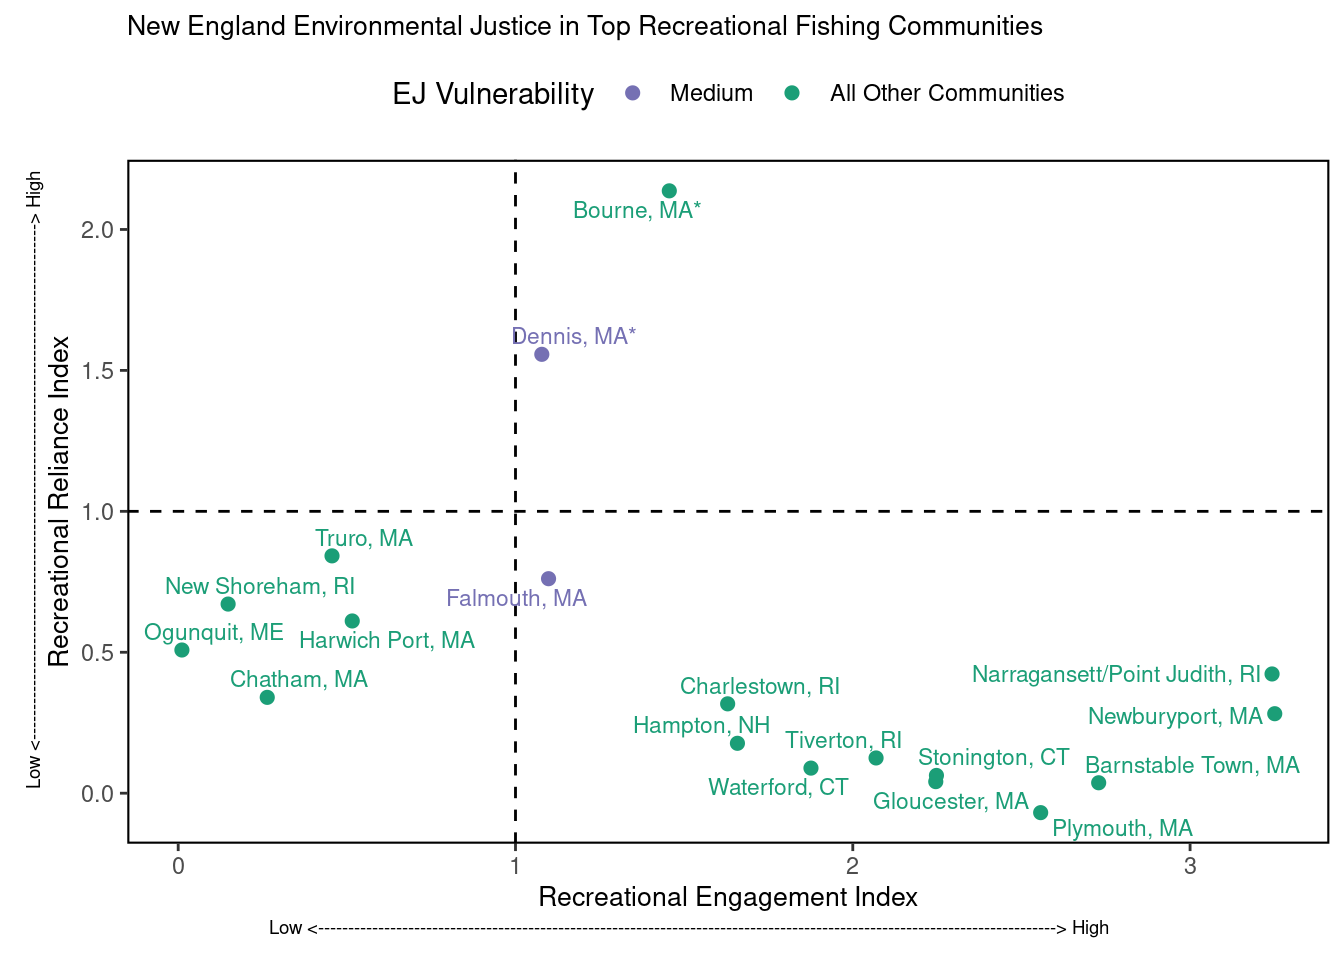 New England Environmental Justice in Top Recreational Fishing Communities
EJ Vulnerability Medium All Other Communities
Low <------------------------------------------------------------------------------------> High
Recreational Reliance Index
2.0
1.5
1.0
0.5
0.0
Bourne, MA*
Dennis, MA*
Truro, MA
New Shoreham, RI
Falmouth, MA
Ogunquit, ME
Harwich Port, MA
Chatham, MA
Narragansett/Point Judith, RI
Charlestown, RI
Newburyport, MA
Hampton, NH
Tiverton, RI
Stonington, CT
Barnstable Town, MA
Waterford, CT
Gloucester, MA
Plymouth, MA
0 1 2 3
Recreational Engagement Index
Low <------------------------------------------------------------------------------------------------------------------------> High